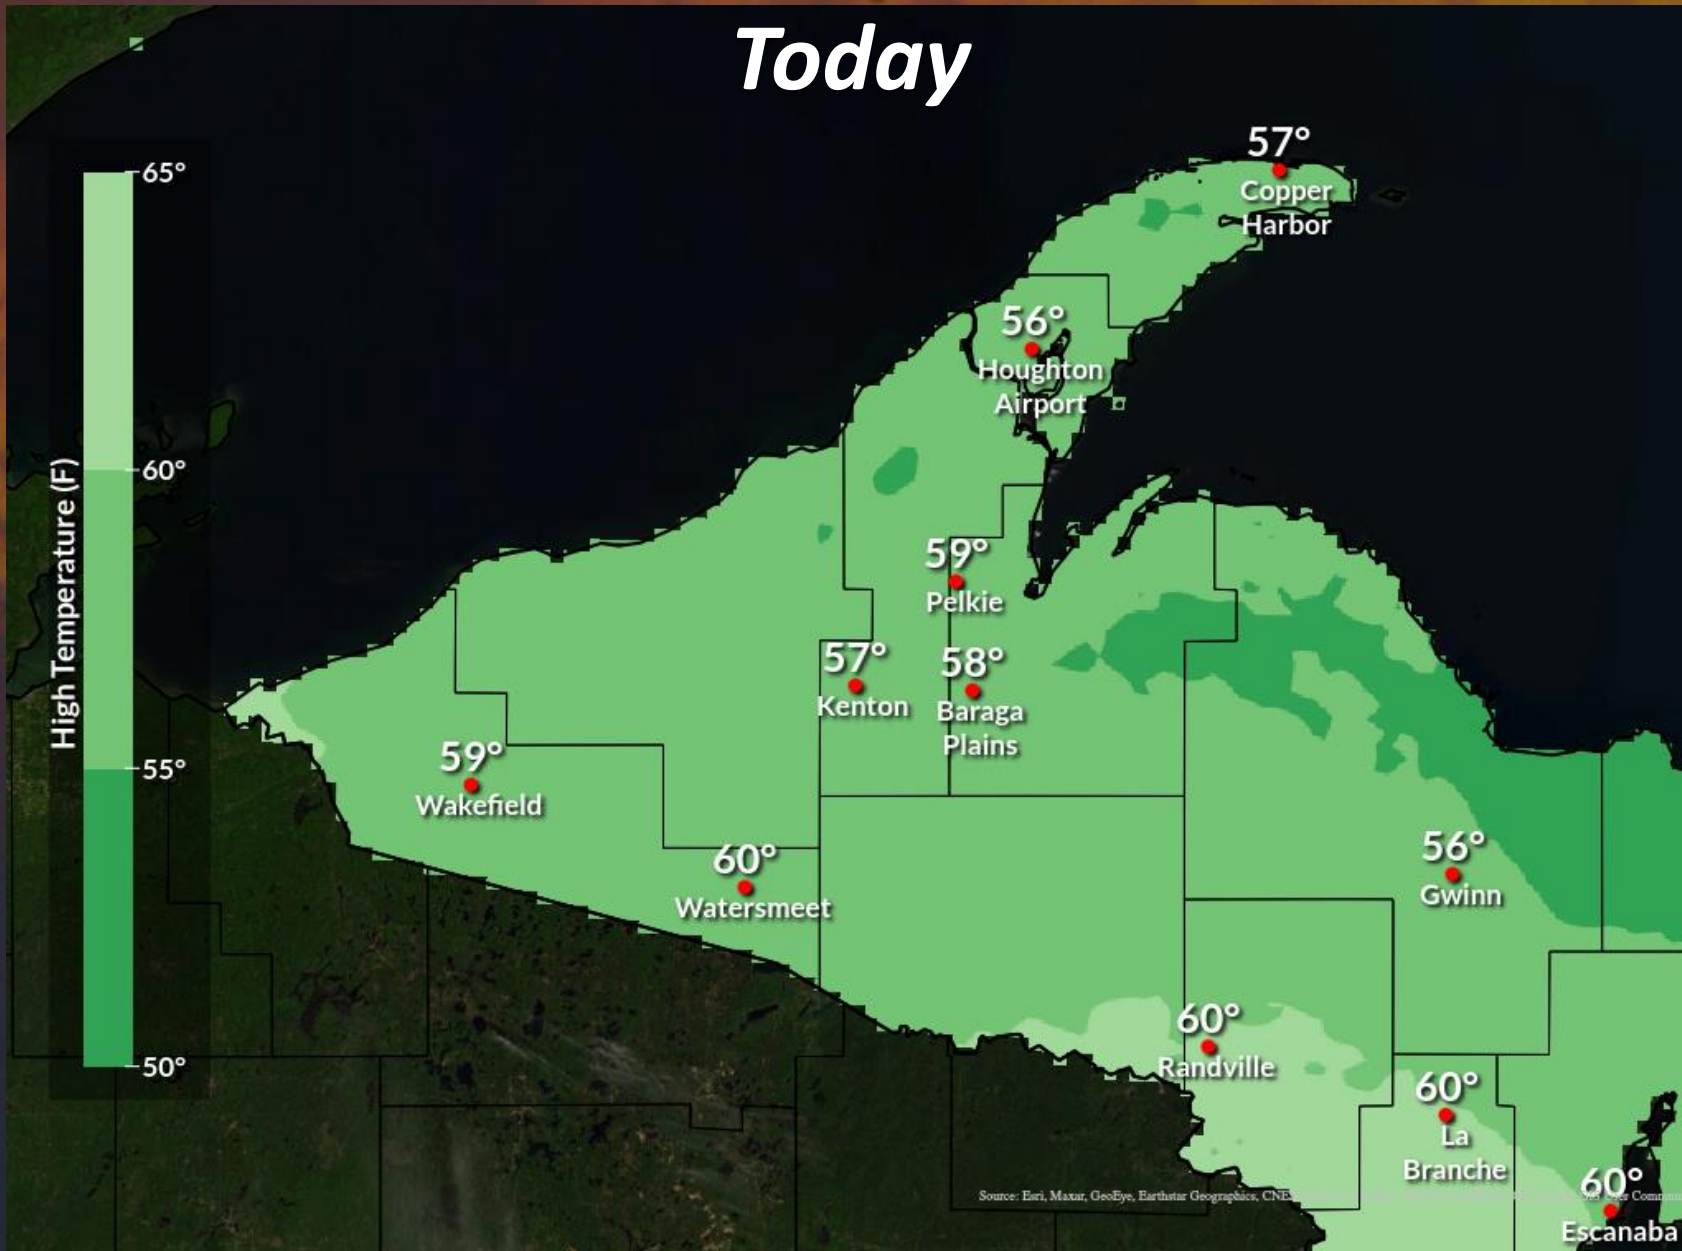 Today
65°
60°
55°
50°
High Temperature (F)
57°
Copper
Harbor
56°
Houghton
Airport
59°
Pelkie
57°
Kenton
58°
Baraga
Plains
59°
Wakefield
60°
Watersmeet
56°
Gwinn
60°
Randville
60°
La
Branche
60°
Escanaba
Source: Esri, Maxar, GeoEye, Earthstar Geographics,